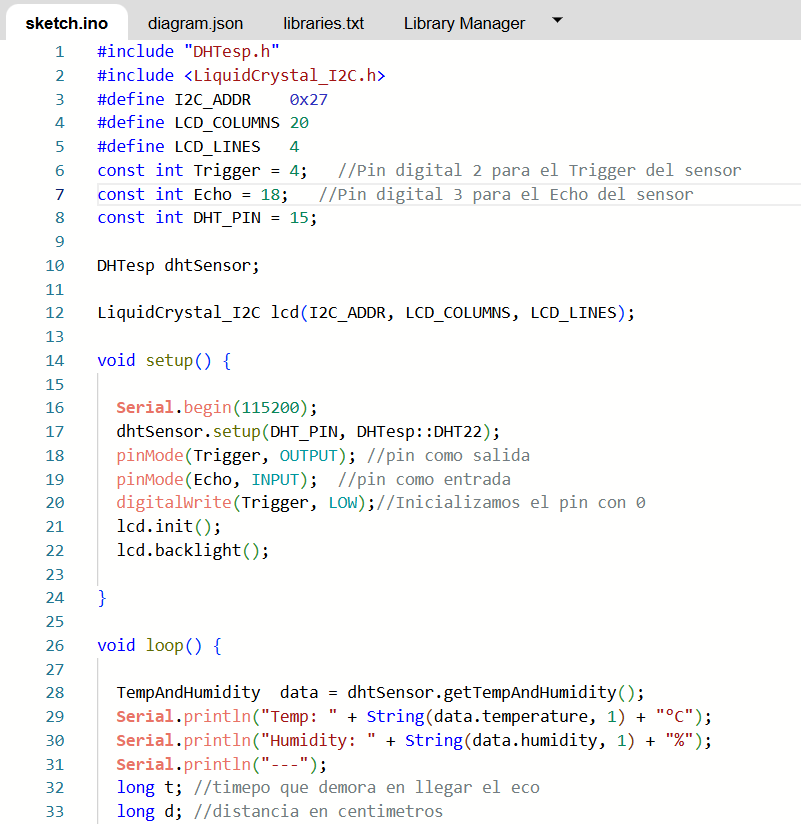 sketch.ino diagram.json libraries.txt Library Manager
1 #include "DHTesp.h"
2 #include <LiquidCrystal_I2C.h>
3 #define I2C_ADDR    0x27
4 #define LCD_COLUMNS 20
5 #define LCD_LINES   4
6 const int Trigger = 4;   //Pin digital 2 para el Trigger del sensor
7 const int Echo = 18;   //Pin digital 3 para el Echo del sensor
8 const int DHT_PIN = 15;
9
10 DHTesp dhtSensor;
11
12 LiquidCrystal_I2C lcd(I2C_ADDR, LCD_COLUMNS, LCD_LINES);
13
14 void setup() {
15
16   Serial.begin(115200);
17   dhtSensor.setup(DHT_PIN, DHTesp::DHT22);
18   pinMode(Trigger, OUTPUT); //pin como salida
19   pinMode(Echo, INPUT);  //pin como entrada
20   digitalWrite(Trigger, LOW);//Inicializamos el pin con 0
21   lcd.init();
22   lcd.backlight();
23
24 }
25
26 void loop() {
27
28   TempAndHumidity  data = dhtSensor.getTempAndHumidity();
29   Serial.println("Temp: " + String(data.temperature, 1) + "°C");
30   Serial.println("Humidity: " + String(data.humidity, 1) + "%");
31   Serial.println("---");
32   long t; //timepo que demora en llegar el eco
33   long d; //distancia en centimetros